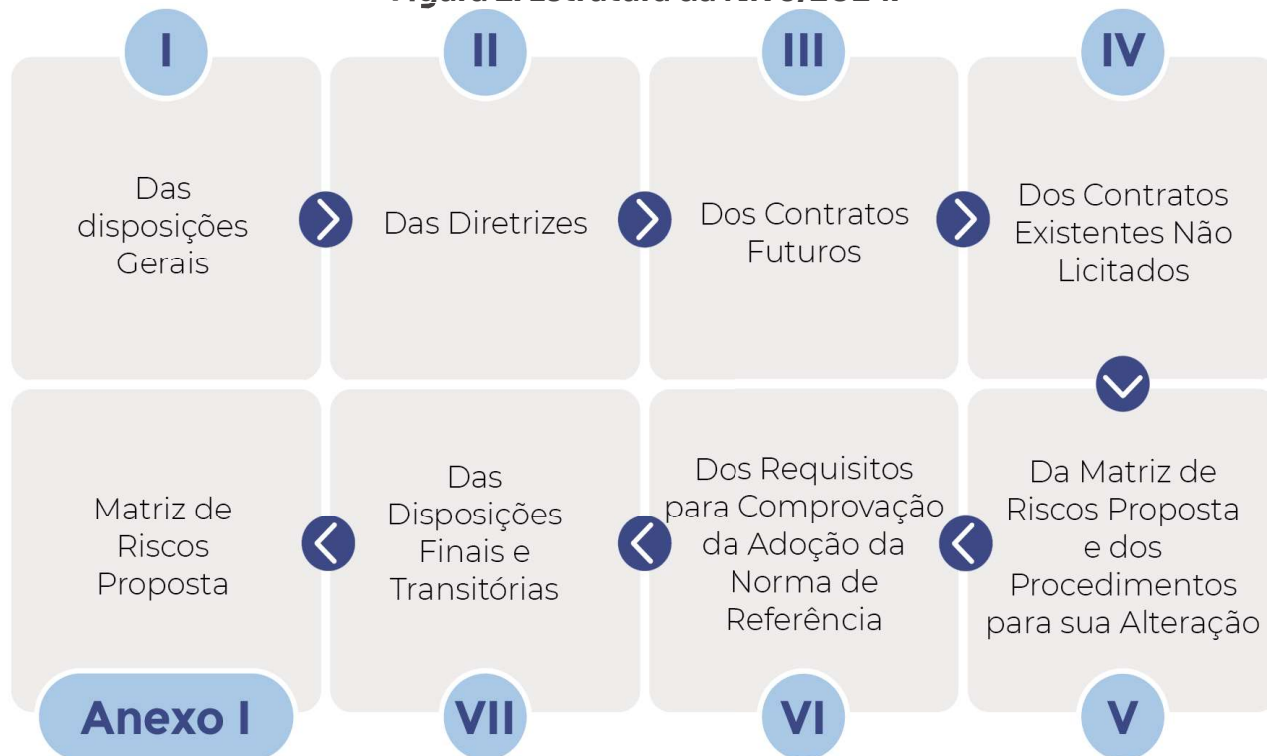 I
Das
disposições
Gerais
II
Das Diretrizes
III
Dos Contratos
Futuros
IV
Dos Contratos
Existentes Não
Licitados
Da Matriz de
Riscos Proposta
e dos
Procedimentos
para sua Alteração
V
Dos Requisitos
para Comprovação
da Adoção da
Norma de
Referência
VI
Das
Disposições
Finais e
Transitórias
VII
Matriz de
Riscos
Proposta
Anexo I